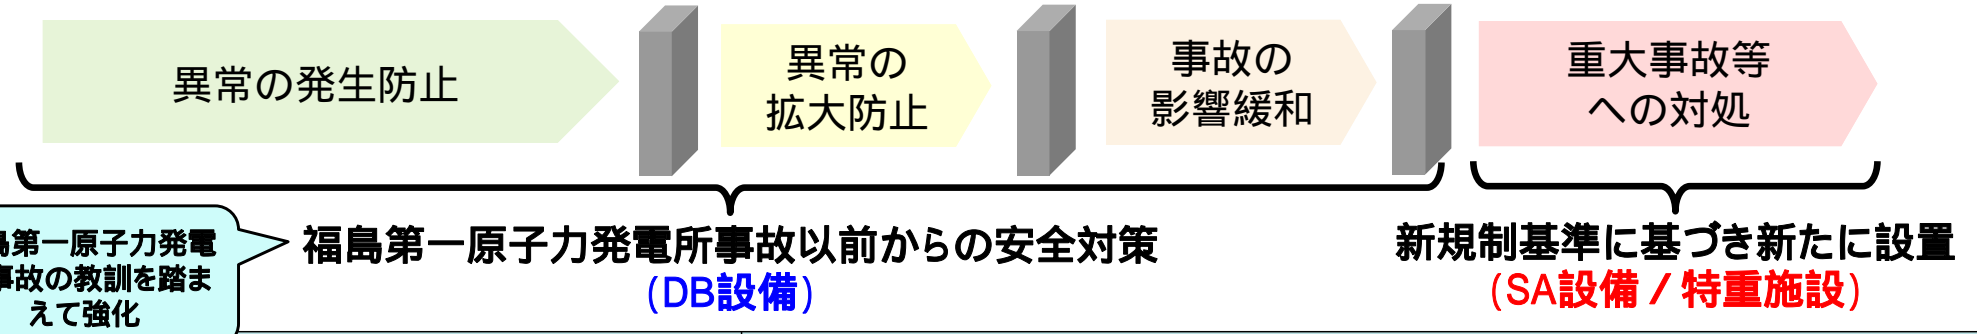 異常の発生防止
異常の
拡大防止
事故の
影響緩和
重大事故等
への対処
福島第一原子力発電所事故以前からの安全対策
(DB設備)
新規制基準に基づき新たに設置
(SA設備/特重施設)
島第一原子力発電
事故の教訓を踏ま
えて強化